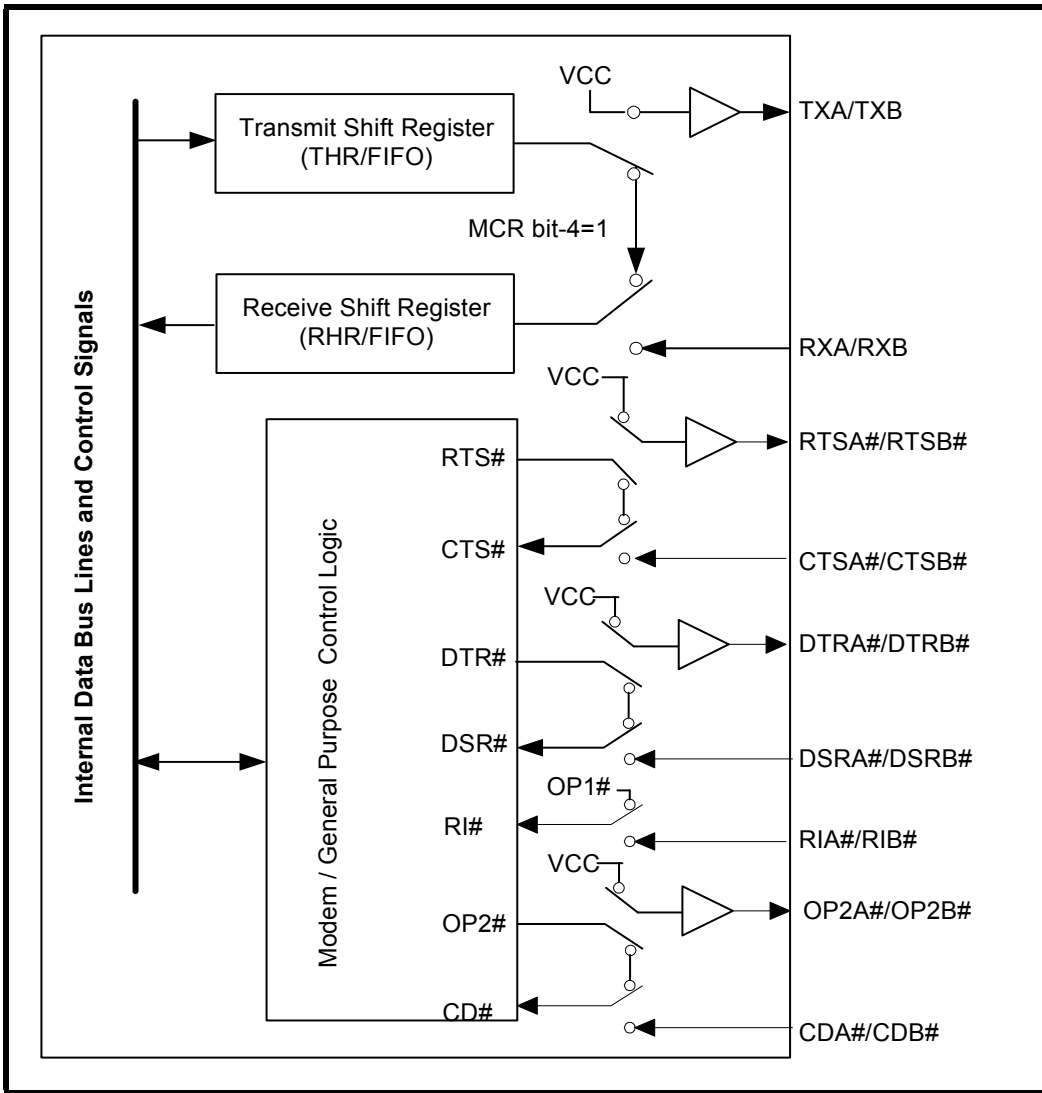 VCC
TXA/TXB
Transmit Shift Register
(THR/FIFO)
MCR bit-4=1
Receive Shift Register
(RHR/FIFO)
RXA/RXB
VCC
RTSA#/RTSB#
RTS#
CTS#
CTSA#/CTSB#
VCC
DTRA#/DTRB#
DTR#
DSR#
DSRA#/DSRB#
OP1#
RI#
RIA#/RIB#
VCC
OP2A#/OP2B#
OP2#
CD#
CDA#/CDB#
Internal Data Bus Lines and Control Signals
Modem / General Purpose Control Logic